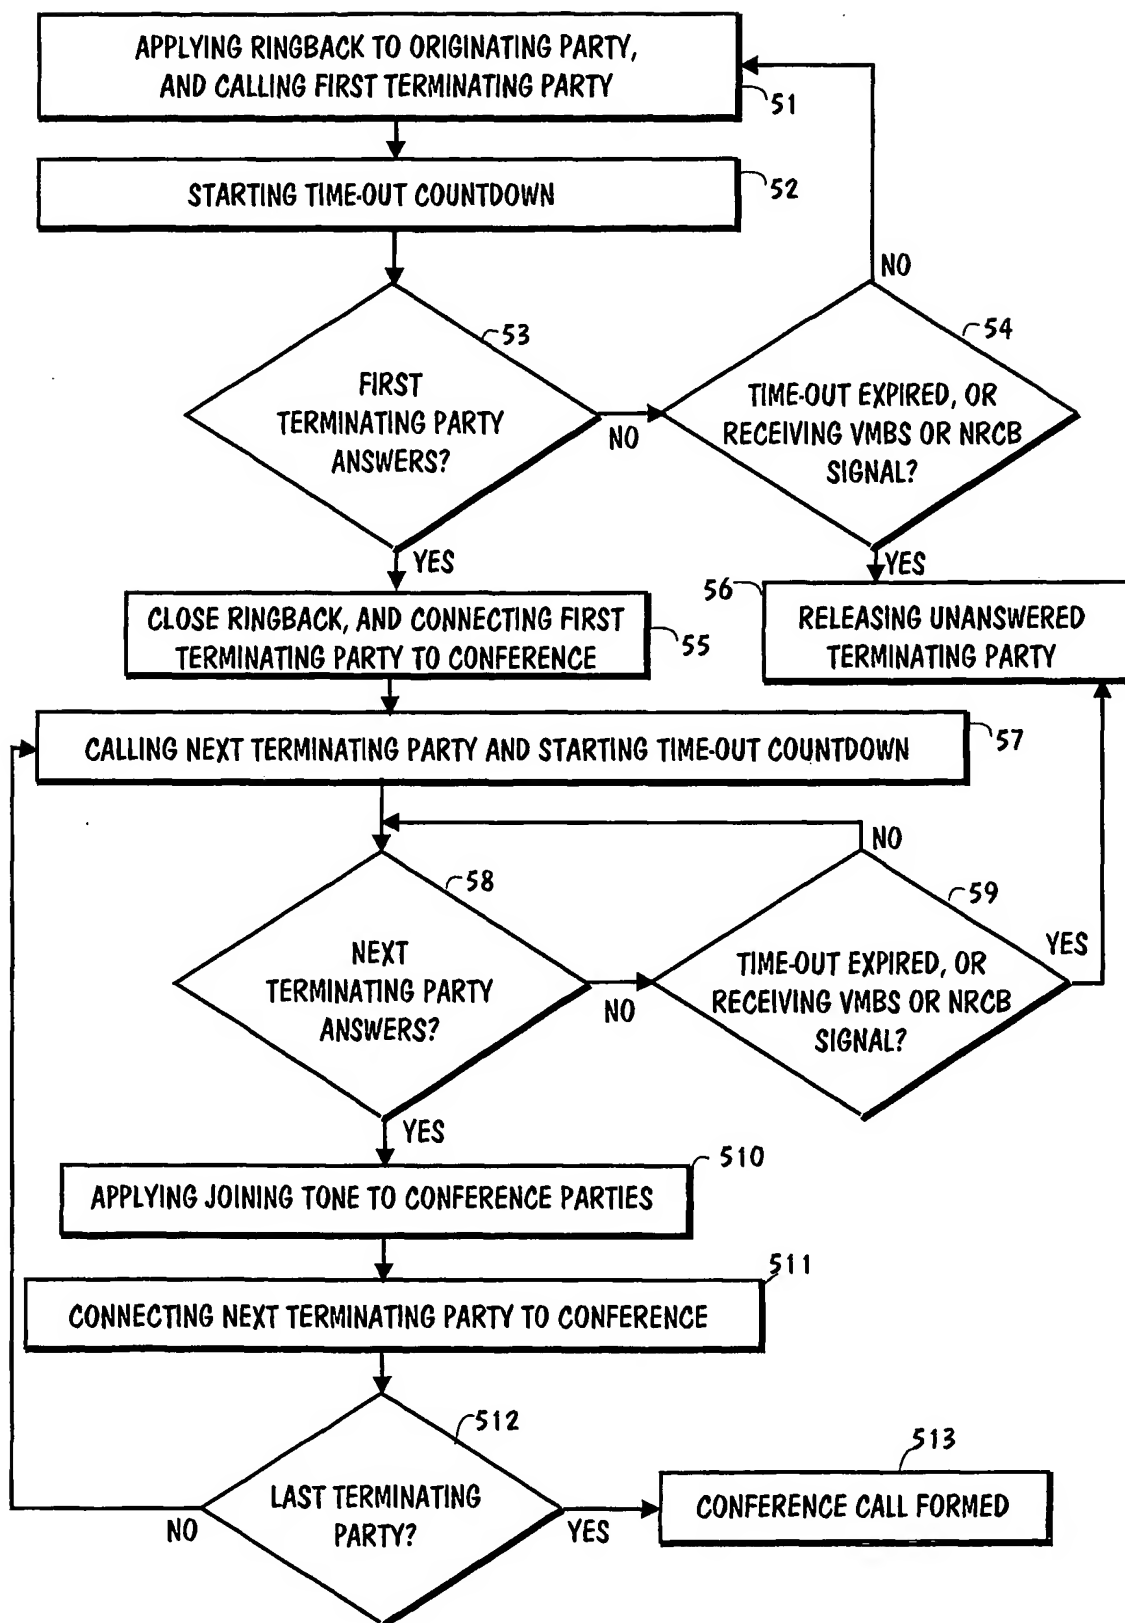 APPLYING RINGBACK TO ORIGINATING PARTY,
AND CALLING FIRST TERMINATING PARTY
51
STARTING TIME-OUT COUNTDOWN
52
NO
53
54
FIRST
TERMINATING PARTY
ANSWERS?
NO
TIME-OUT EXPIRED, OR
RECEIVING VMBS OR NRCB
SIGNAL?
YES
YES
56
CLOSE RINGBACK, AND CONNECTING FIRST
TERMINATING PARTY TO CONFERENCE
55
RELEASING UNANSWERED
TERMINATING PARTY
CALLING NEXT TERMINATING PARTY AND STARTING TIME-OUT COUNTDOWN
57
NO
58
59
NEXT
TERMINATING PARTY
ANSWERS?
NO
TIME-OUT EXPIRED, OR
RECEIVING VMBS OR NRCB
SIGNAL?
YES
YES
510
APPLYING JOINING TONE TO CONFERENCE PARTIES
511
CONNECTING NEXT TERMINATING PARTY TO CONFERENCE
512
LAST TERMINATING
PARTY?
NO
YES
513
CONFERENCE CALL FORMED